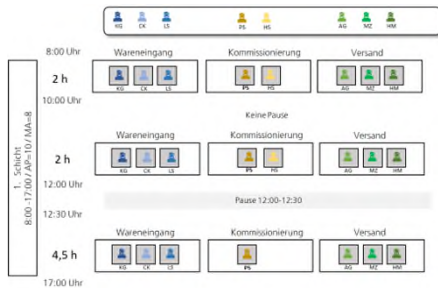 KG CK LS PS HS AG MZ HM
8:00 Uhr Wareneingang Kommissionierung Versand
2 h
KG CK LS PS HS AG MZ HM
10:00 Uhr
Keine Pause
Wareneingang Kommissionierung Versand
2 h
KG CK LS PS HS AG MZ HM
12:00 Uhr
Pause 12:00-12:30
12:30 Uhr
Wareneingang Kommissionierung Versand
4,5 h
KG CK LS PS AG MZ HM
17:00 Uhr
1. Schicht
8:00 -17:00 / AP=10 / MA=8